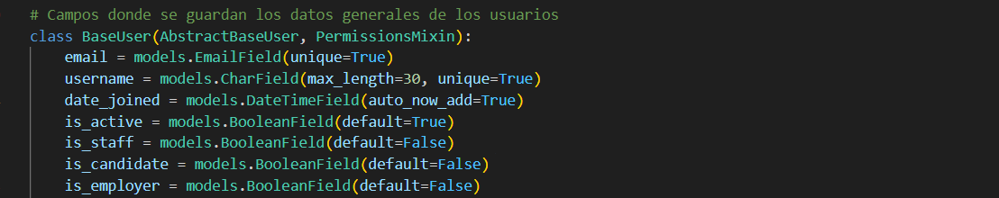 # Campos donde se guardan los datos generales de los usuarios
class BaseUser(AbstractBaseUser, PermissionsMixin):
    email = models.EmailField(unique=True)
    username = models.CharField(max_length=30, unique=True)
    date_joined = models.DateTimeField(auto_now_add=True)
    is_active = models.BooleanField(default=True)
    is_staff = models.BooleanField(default=False)
    is_candidate = models.BooleanField(default=False)
    is_employer = models.BooleanField(default=False)